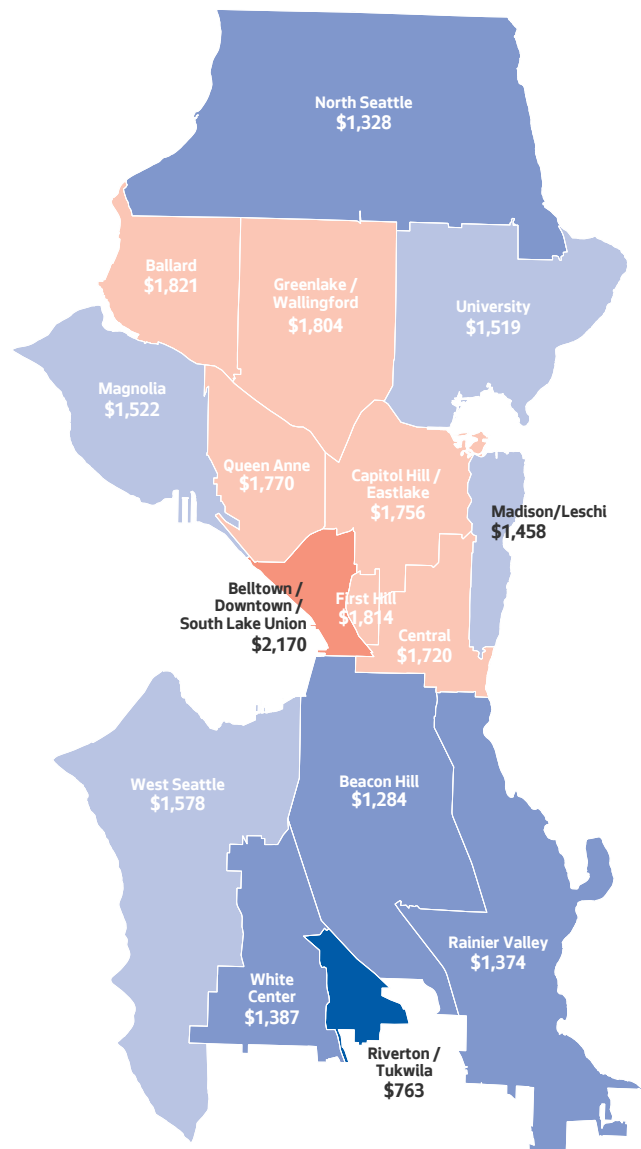 North Seattle
$1,328
Ballard
$1,821
Greenlake /
Wallingford
$1,804
University
$1,519
Magnolia
$1,522
Queen Anne
$1,770
Capitol Hill /
Eastlake
$1,756
Madison/Leschi
$1,458
Belltown /
Downtown /
South Lake Union
$2,170
First Hill
$1,814
Central
$1,720
West Seattle
$1,578
Beacon Hill
$1,284
Rainier Valley
$1,374
White
Center
$1,387
Riverton /
Tukwila
$763